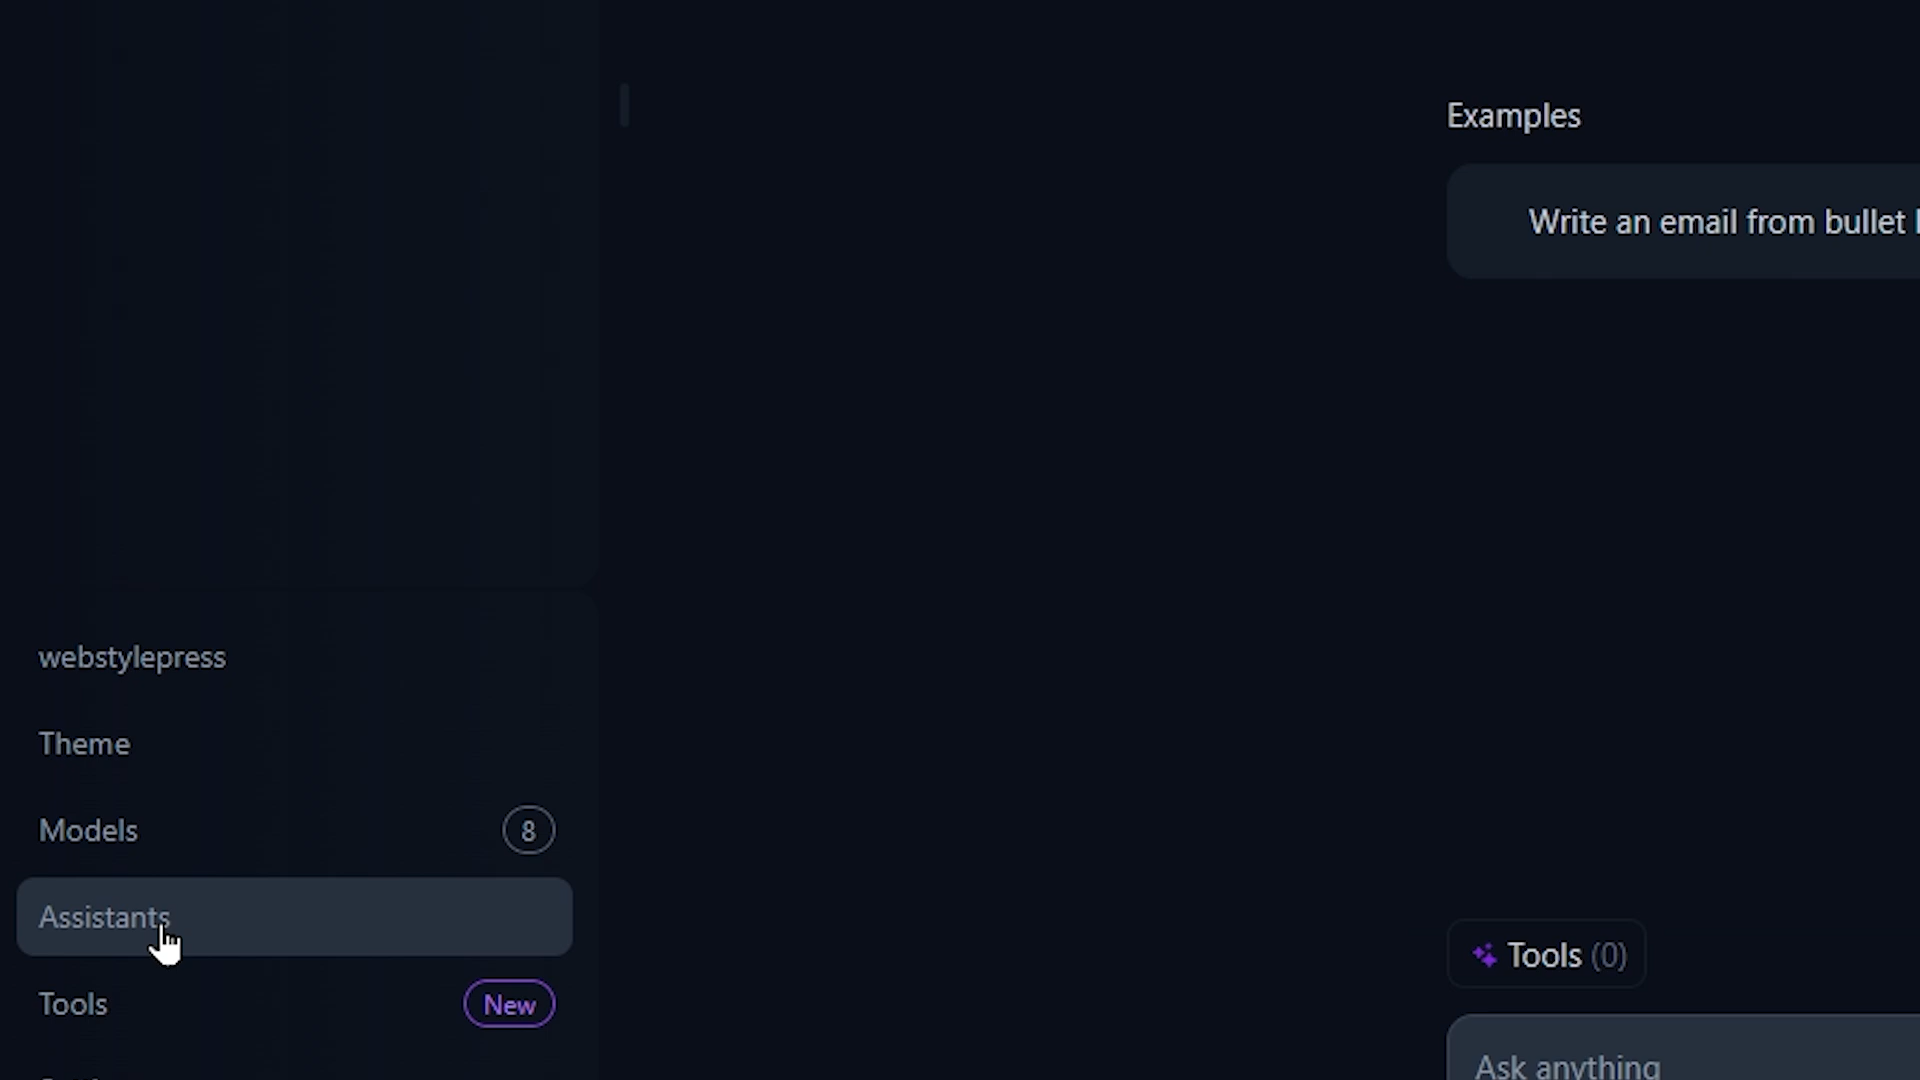 Examples
Write an email from bullet
webstylepress
Theme
Models 8
Assistants
Tools New
Tools (0)
Ask anything